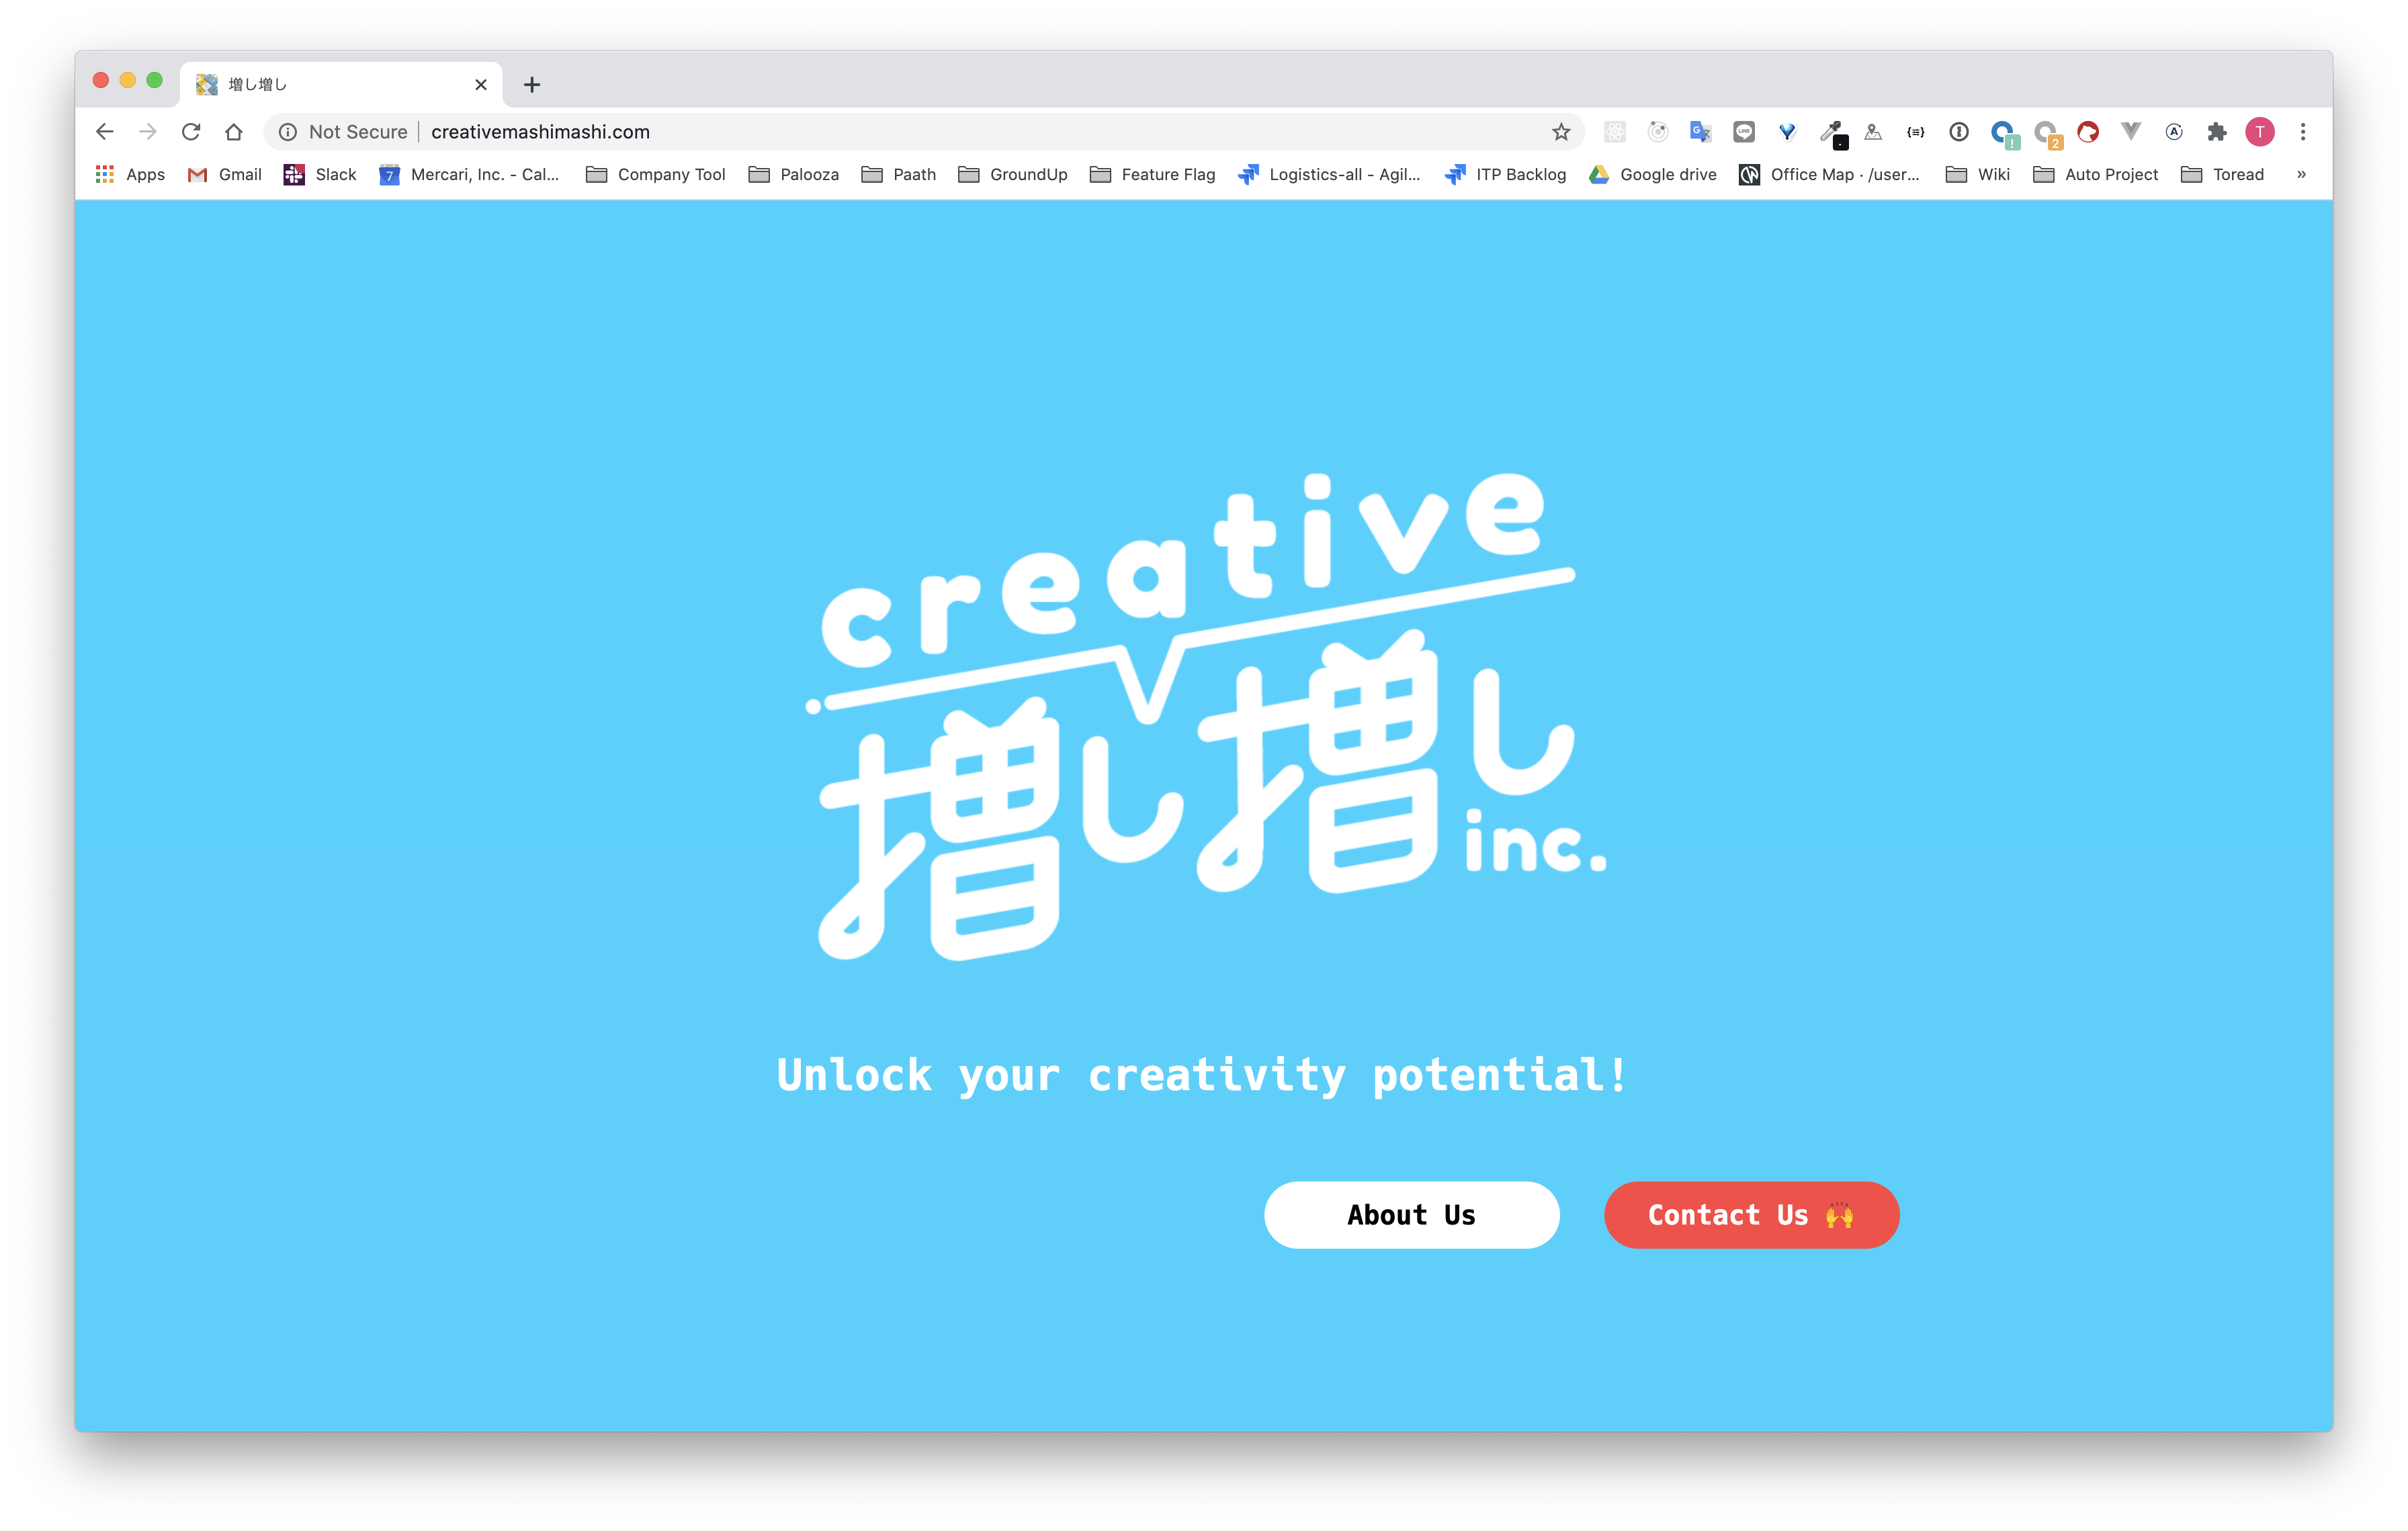 増し増し
Not Secure creativemashimashi.com
Apps Gmail Slack 7 Mercari, Inc. - Cal... Company Tool Palooza Paath GroundUp Feature Flag Logistics-all - Agil... ITP Backlog Google drive Office Map · /user... Wiki Auto Project Toread »
creative
増し増し
inc.
Unlock your creativity potential!
About Us Contact Us 🙌